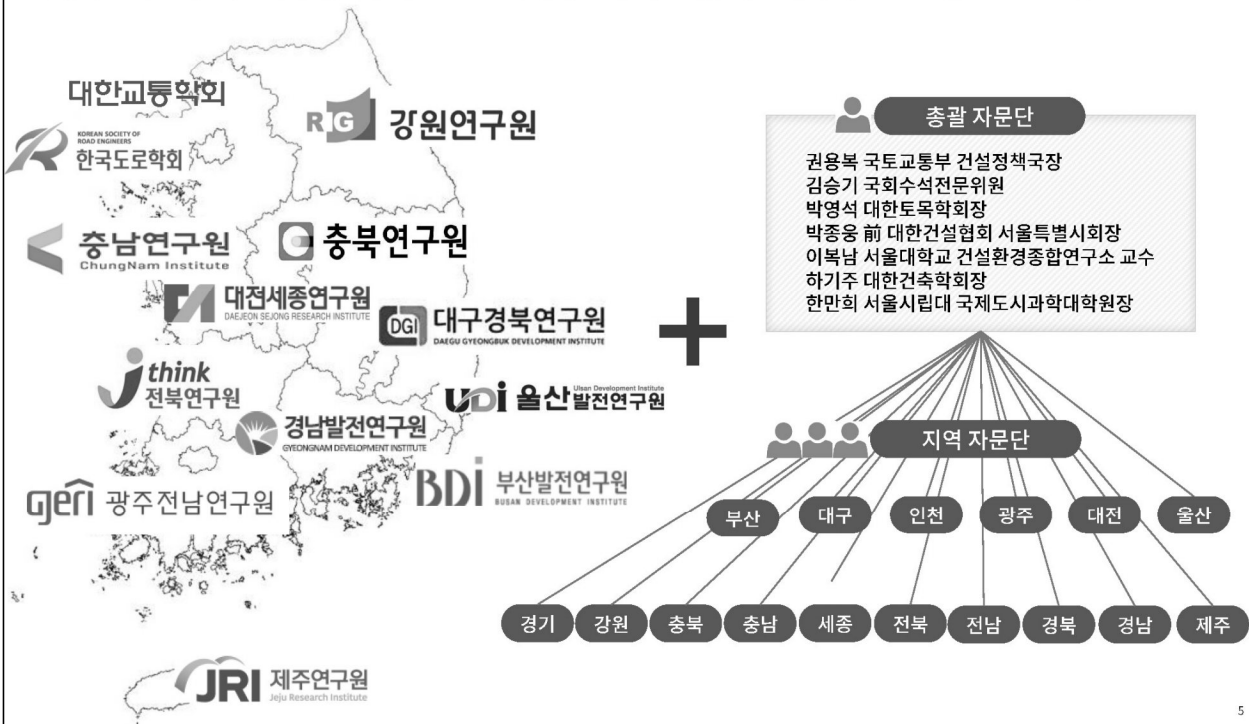 대한교통학회
KOREAN SOCIETY OF
ROAD ENGINEERS
한국도로학회
RIG 강원연구원
충남연구원
ChungNam Institute
충북연구원
대전세종연구원
DAEJEON SEJONG RESEARCH INSTITUTE
DGI 대구경북연구원
DAEGU GYEONGBUK DEVELOPMENT INSTITUTE
think
전북연구원
UDi 울산발전연구원
Ulsan Development Institute
경남발전연구원
GYEONGNAM DEVELOPMENT INSTITUTE
geri 광주전남연구원
BDi 부산발전연구원
BUSAN DEVELOPMENT INSTITUTE
JRI 제주연구원
Jeju Research Institute
총괄 자문단
권용복 국토교통부 건설정책국장
김승기 국회수석전문위원
박영석 대한토목학회장
박종웅 前 대한건설협회 서울특별시회장
이복남 서울대학교 건설환경종합연구소 교수
하기주 대한건축학회장
한만희 서울시립대 국제도시과학대학원장
지역 자문단
부산 대구 인천 광주 대전 울산
경기 강원 충북 충남 세종 전북 전남 경북 경남 제주
5